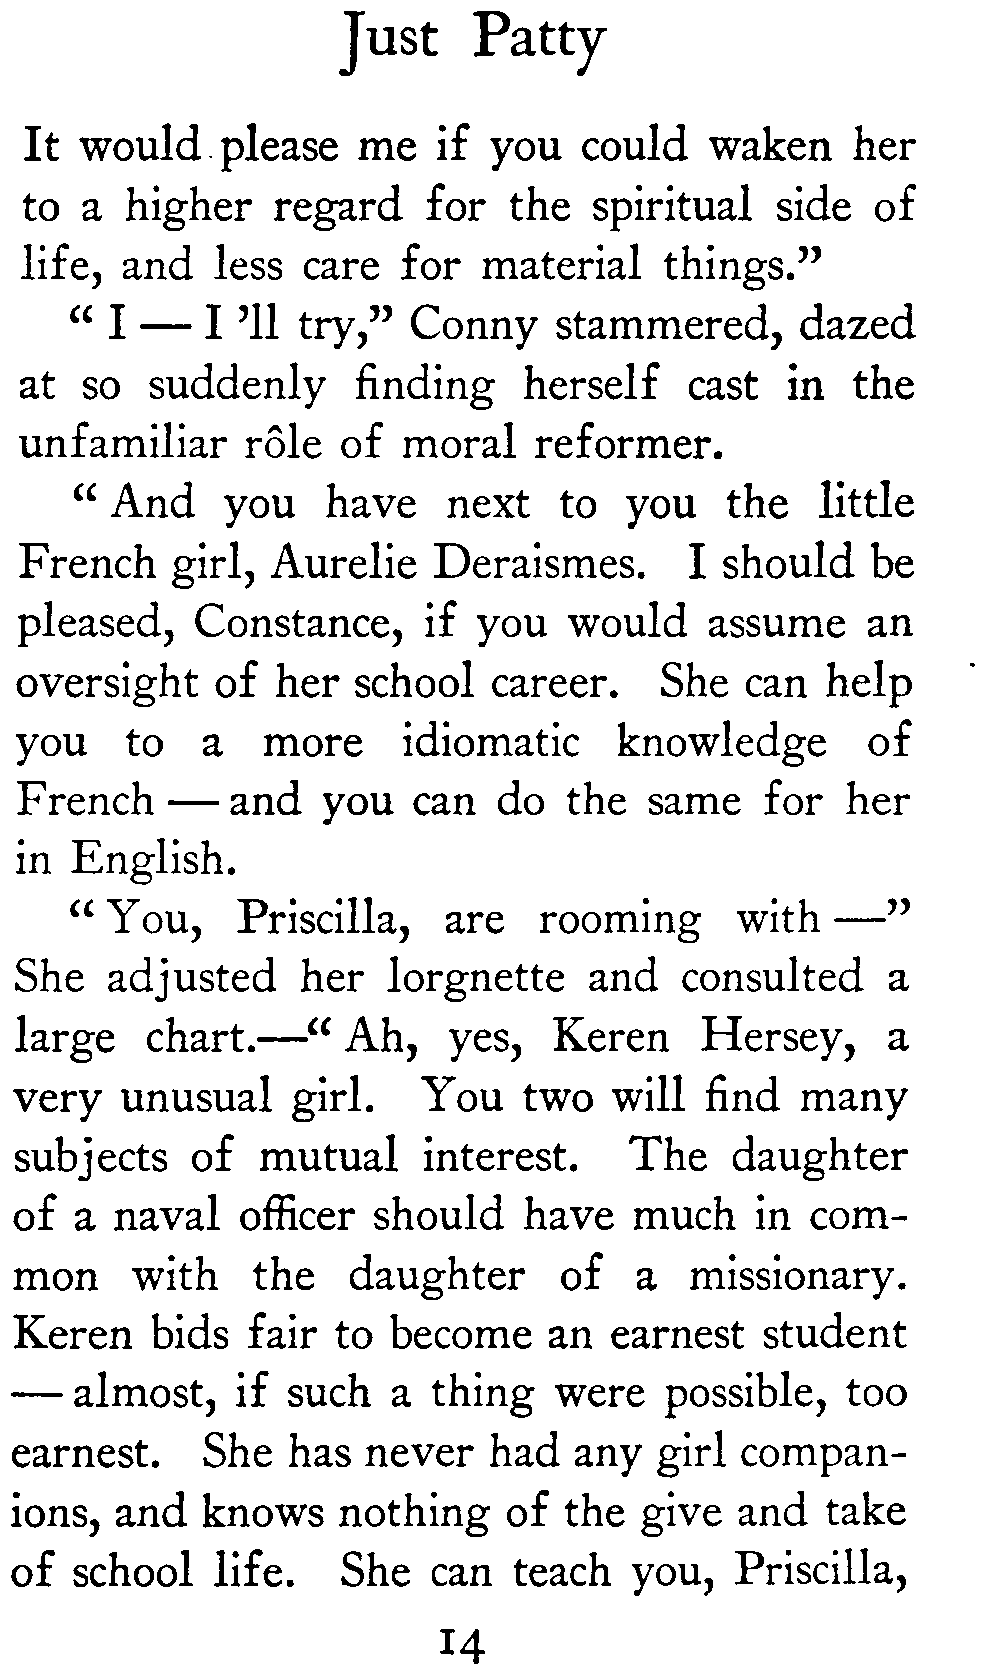 Just Patty
It would please me if you could waken her
to a higher regard for the spiritual side of
life, and less care for material things.”
“ I — I ’ll try,” Conny stammered, dazed
at so suddenly finding herself cast in the
unfamiliar rôle of moral reformer.
“ And you have next to you the little
French girl, Aurelie Deraismes. I should be
pleased, Constance, if you would assume an
oversight of her school career. She can help
you to a more idiomatic knowledge of
French — and you can do the same for her
in English.
“ You, Priscilla, are rooming with —”
She adjusted her lorgnette and consulted a
large chart.—“ Ah, yes, Keren Hersey, a
very unusual girl. You two will find many
subjects of mutual interest. The daughter
of a naval officer should have much in com-
mon with the daughter of a missionary.
Keren bids fair to become an earnest student
— almost, if such a thing were possible, too
earnest. She has never had any girl compan-
ions, and knows nothing of the give and take
of school life. She can teach you, Priscilla,
14